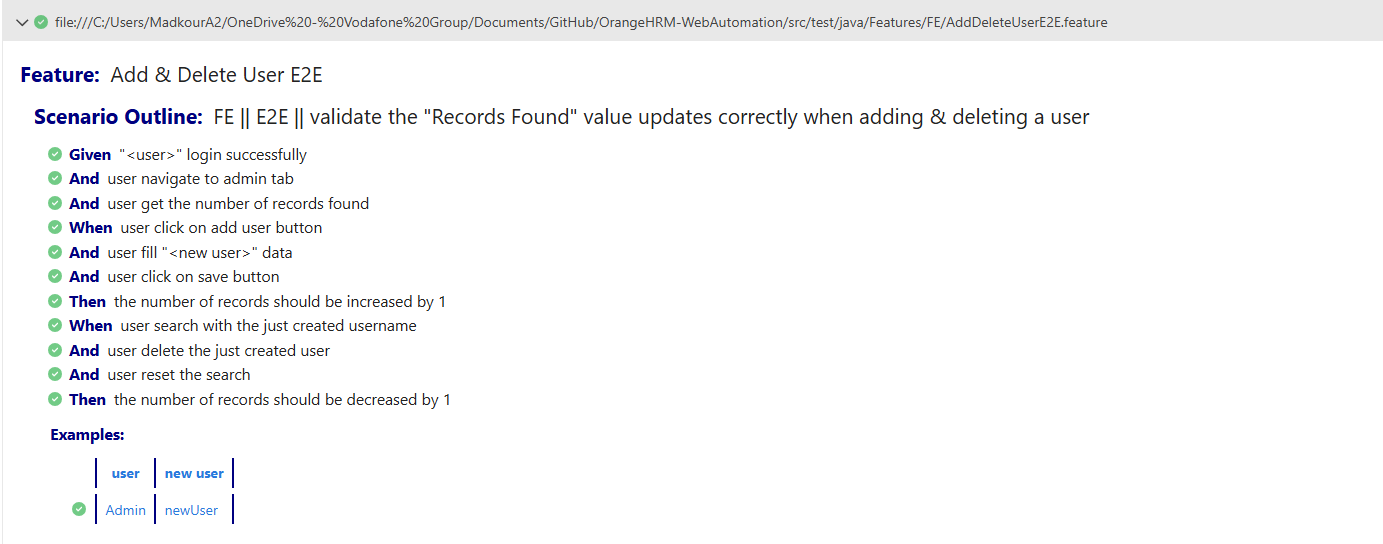 file:///C:/Users/MadkourA2/OneDrive%20-%20Vodafone%20Group/Documents/GitHub/OrangeHRM-WebAutomation/src/test/java/Features/FE/AddDeleteUserE2E.feature
Feature: Add & Delete User E2E
Scenario Outline: FE || E2E || validate the "Records Found" value updates correctly when adding & deleting a user
Given "<user>" login successfully
And user navigate to admin tab
And user get the number of records found
When user click on add user button
And user fill "<new user>" data
And user click on save button
Then the number of records should be increased by 1
When user search with the just created username
And user delete the just created user
And user reset the search
Then the number of records should be decreased by 1
Examples:
user new user
Admin newUser